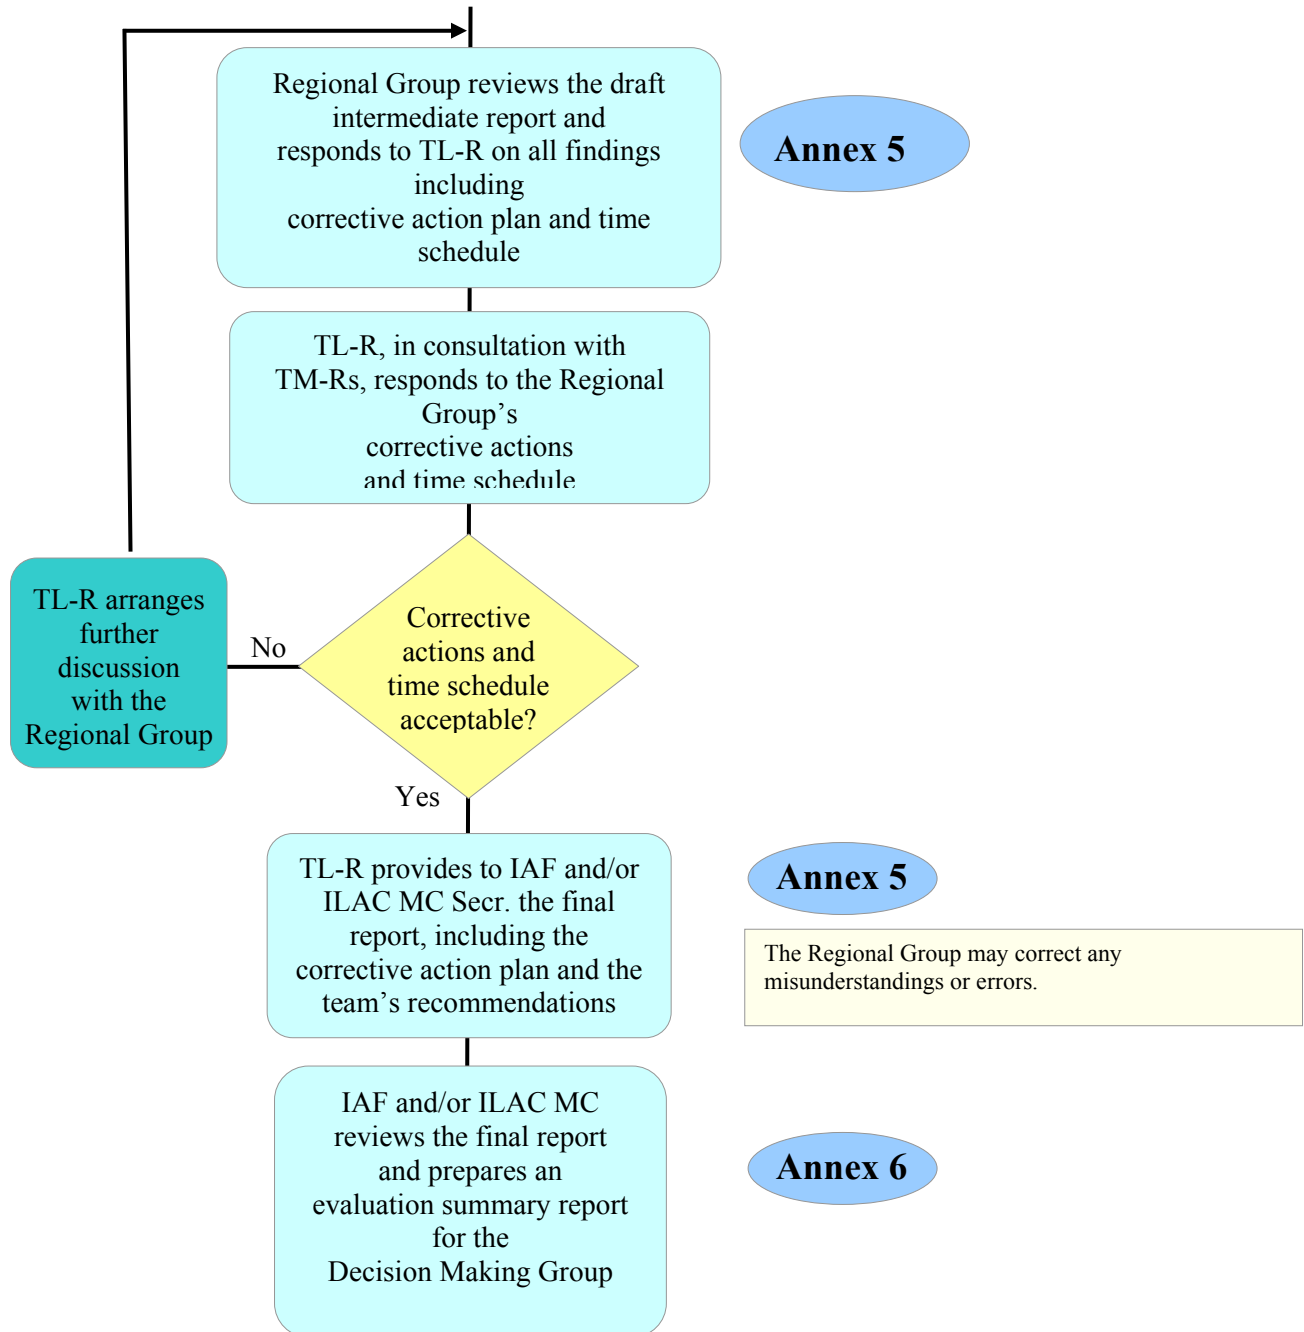 Regional Group reviews the draft
intermediate report and
responds to TL-R on all findings
including
corrective action plan and time
schedule
Annex 5
TL-R, in consultation with
TM-Rs, responds to the Regional
Group’s
corrective actions
and time schedule
TL-R arranges
further
discussion
with the
Regional Group
No
Corrective
actions and
time schedule
acceptable?
Yes
TL-R provides to IAF and/or
ILAC MC Secr. the final
report, including the
corrective action plan and the
team’s recommendations
Annex 5
The Regional Group may correct any
misunderstandings or errors.
IAF and/or ILAC MC
reviews the final report
and prepares an
evaluation summary report
for the
Decision Making Group
Annex 6